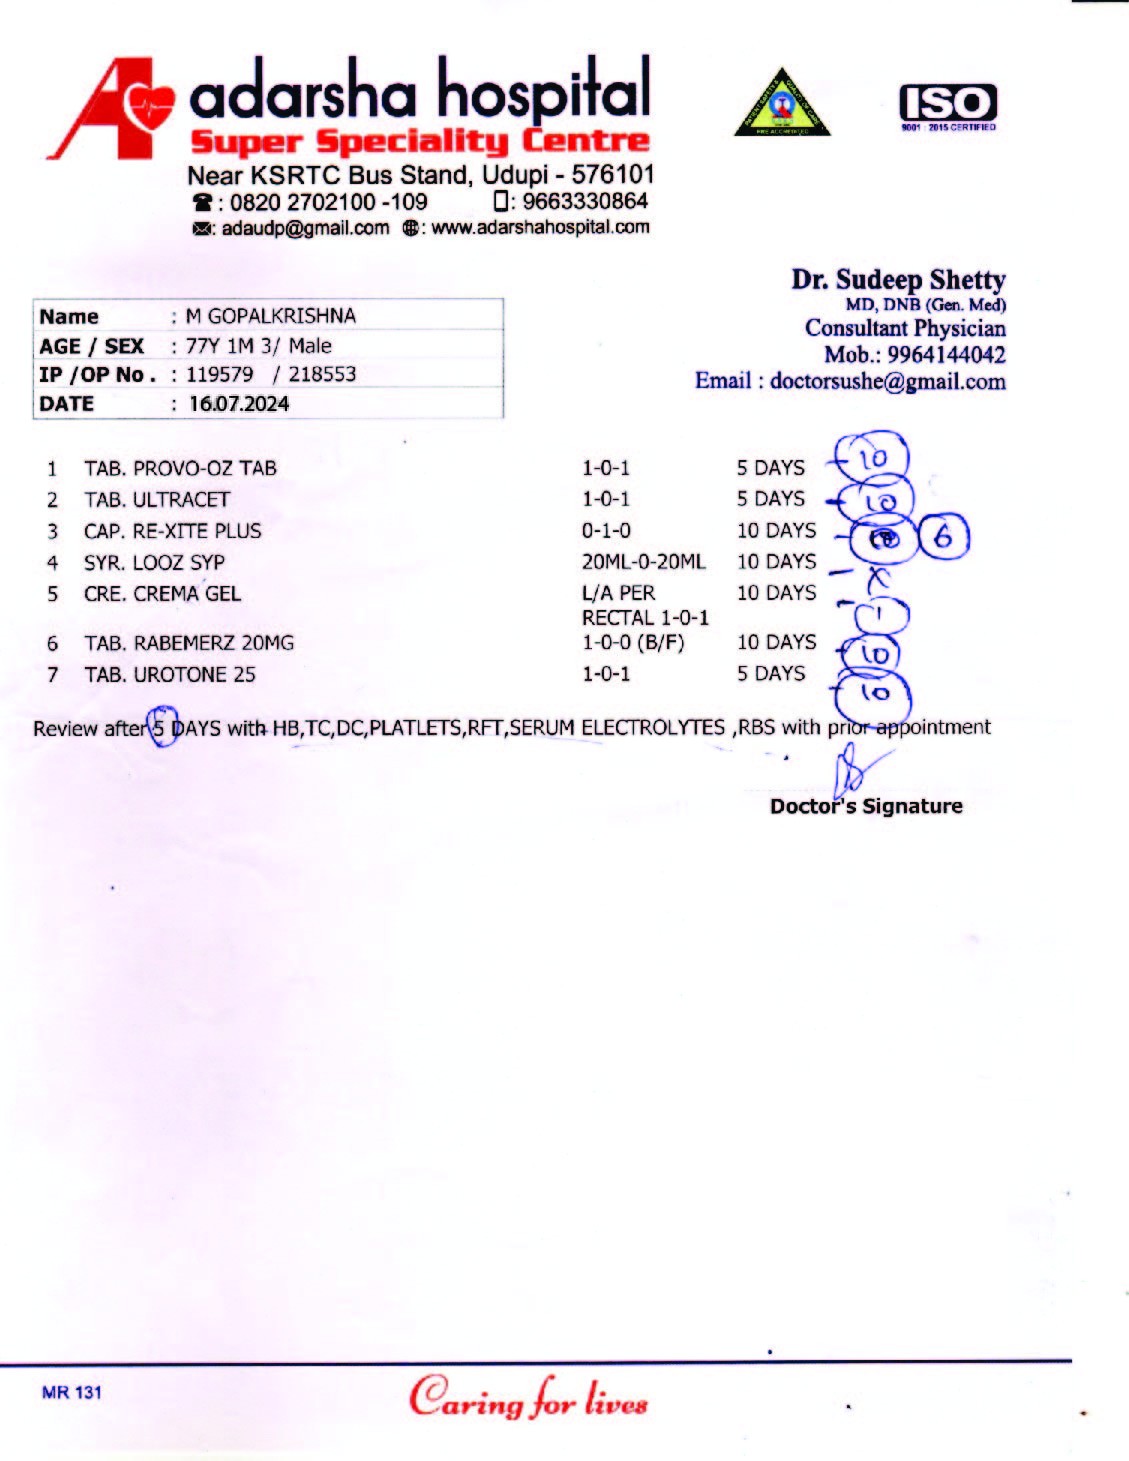 adarsha hospital
Super Speciality Centre
Near KSRTC Bus Stand, Udupi - 576101
: 0820 2702100 -109 : 9663330864
: adaudp@gmail.com : www.adarshahospital.com
PRE ACCREDITED
ISO
9001 : 2015 CERTIFIED
Dr. Sudeep Shetty
MD, DNB (Gen. Med)
Consultant Physician
Mob.: 9964144042
Email : doctorsushe@gmail.com
Name : M GOPALKRISHNA
AGE / SEX : 77Y 1M 3/ Male
IP /OP No . : 119579 / 218553
DATE : 16.07.2024
1 TAB. PROVO-OZ TAB 1-0-1 5 DAYS - 10
2 TAB. ULTRACET 1-0-1 5 DAYS - 10
3 CAP. RE-XITE PLUS 0-1-0 10 DAYS - 6
4 SYR. LOOZ SYP 20ML-0-20ML 10 DAYS - X
5 CRE. CREMA GEL L/A PER 10 DAYS - 1
RECTAL 1-0-1
6 TAB. RABEMERZ 20MG 1-0-0 (B/F) 10 DAYS - 10
7 TAB. UROTONE 25 1-0-1 5 DAYS - 10
Review after 5 DAYS with HB,TC,DC,PLATLETS,RFT,SERUM ELECTROLYTES ,RBS with prior appointment
Doctor's Signature
MR 131
Caring for lives